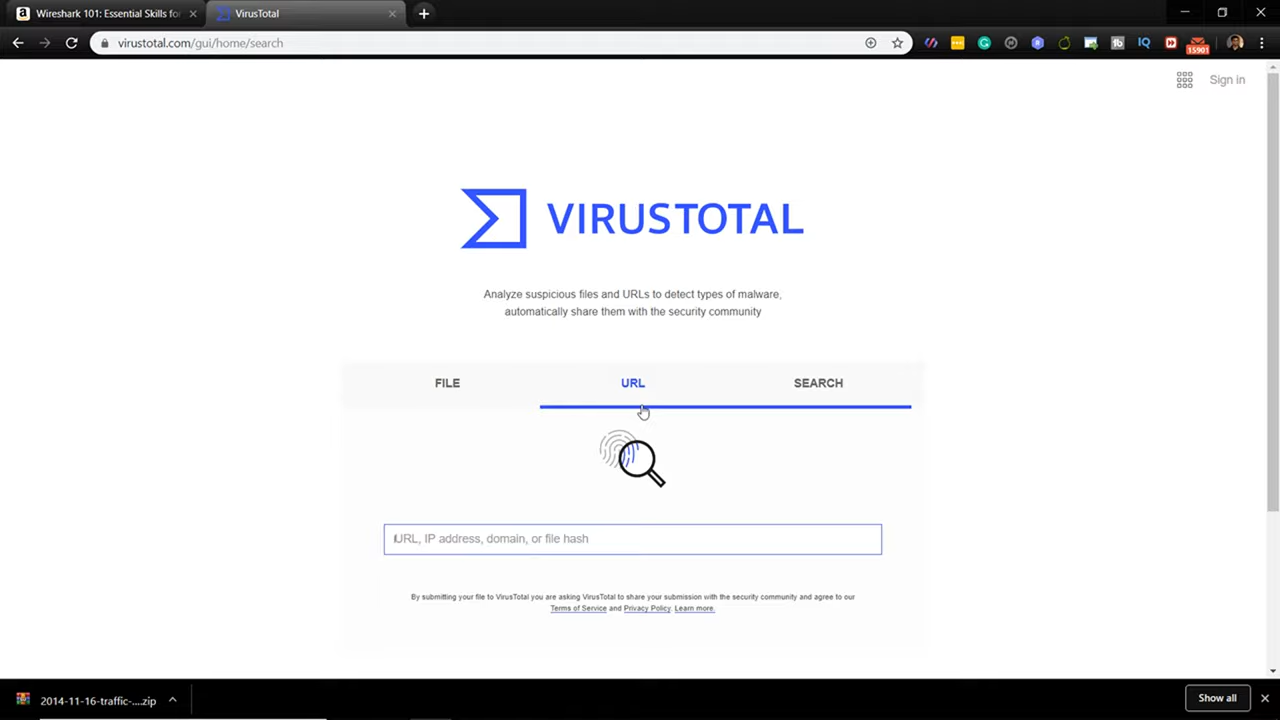 Wireshark 101: Essential Skills for
VirusTotal
virustotal.com/gui/home/search
15901
Sign in
VIRUSTOTAL
Analyze suspicious files and URLs to detect types of malware,
automatically share them with the security community
FILE
URL
SEARCH
URL, IP address, domain, or file hash
By submitting your file to VirusTotal you are asking VirusTotal to share your submission with the security community and agree to our
Terms of Service and Privacy Policy. Learn more.
2014-11-16-traffic-....zip
Show all